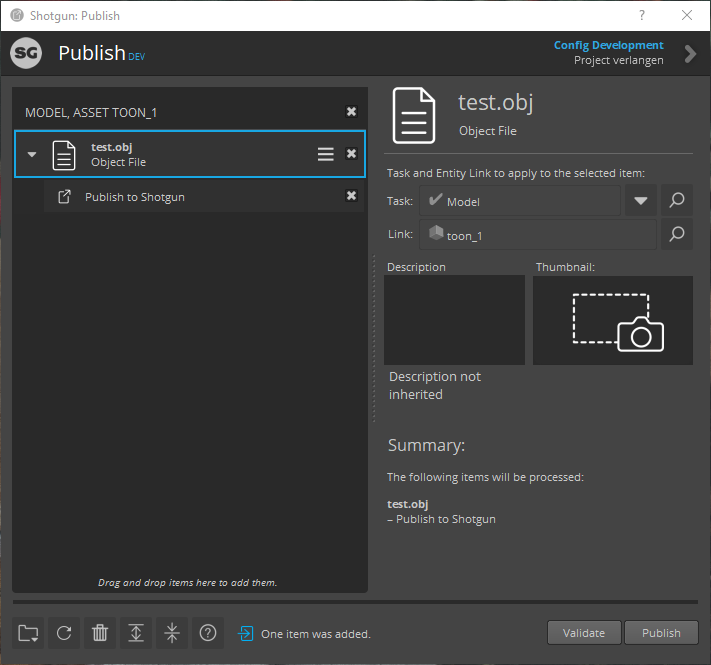 Shotgun: Publish
?
SG
Publish DEV
Config Development
Project verlangen
MODEL, ASSET TOON_1
test.obj
Object File
Publish to Shotgun
Drag and drop items here to add them.
test.obj
Object File
Task and Entity Link to apply to the selected item:
Task: Model
Link: toon_1
Description
Thumbnail:
Description not
inherited
Summary:
The following items will be processed:
test.obj
– Publish to Shotgun
?
One item was added.
Validate
Publish